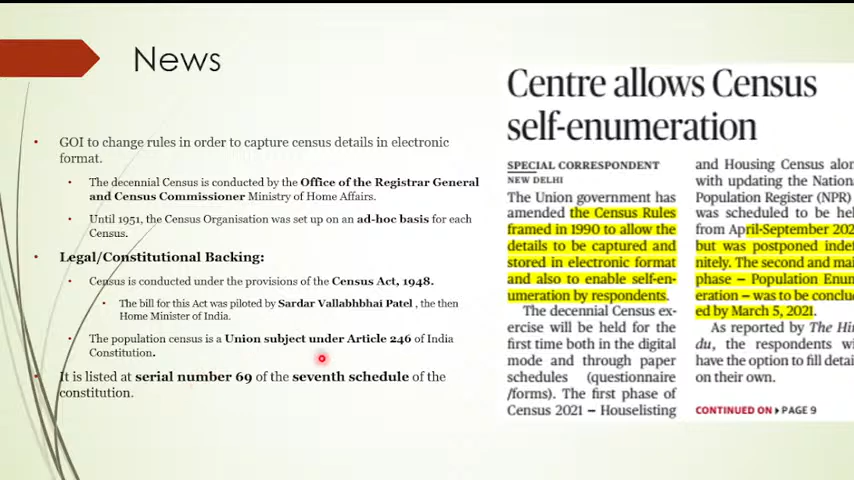 News
GOI to change rules in order to capture census details in electronic
format.
The decennial Census is conducted by the Office of the Registrar General
and Census Commissioner Ministry of Home Affairs.
Until 1951, the Census Organisation was set up on an ad-hoc basis for each
Census.
Legal/Constitutional Backing:
Census is conducted under the provisions of the Census Act, 1948.
The bill for this Act was piloted by Sardar Vallabhbhai Patel , the then
Home Minister of India.
The population census is a Union subject under Article 246 of India
Constitution.
It is listed at serial number 69 of the seventh schedule of the
constitution.
Centre allows Census
self-enumeration
SPECIAL CORRESPONDENT
NEW DELHI
The Union government has
amended the Census Rules
framed in 1990 to allow the
details to be captured and
stored in electronic format
and also to enable self-en-
umeration by respondents.
The decennial Census ex-
ercise will be held for the
first time both in the digital
mode and through paper
schedules (questionnaire
/forms). The first phase of
Census 2021 – Houselisting
and Housing Census alon
with updating the Nation
Population Register (NPR)
was scheduled to be hel
from April-September 202
but was postponed indef
nitely. The second and mai
phase – Population Enum
eration – was to be conclu
ed by March 5, 2021.
As reported by The Hin
du, the respondents wi
have the option to fill detai
on their own.
CONTINUED ON ▸ PAGE 9